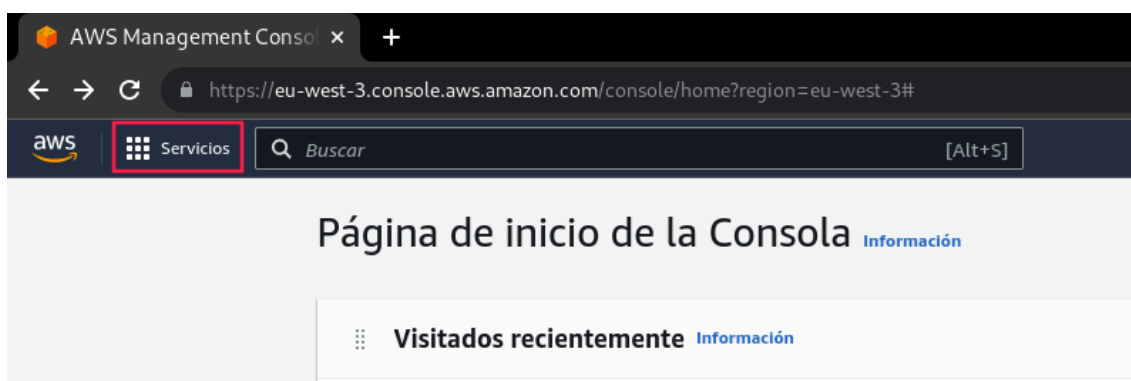 AWS Management Consol
https://eu-west-3.console.aws.amazon.com/console/home?region=eu-west-3#
aws Servicios Buscar [Alt+S]
Página de inicio de la Consola Información
Visitados recientemente Información